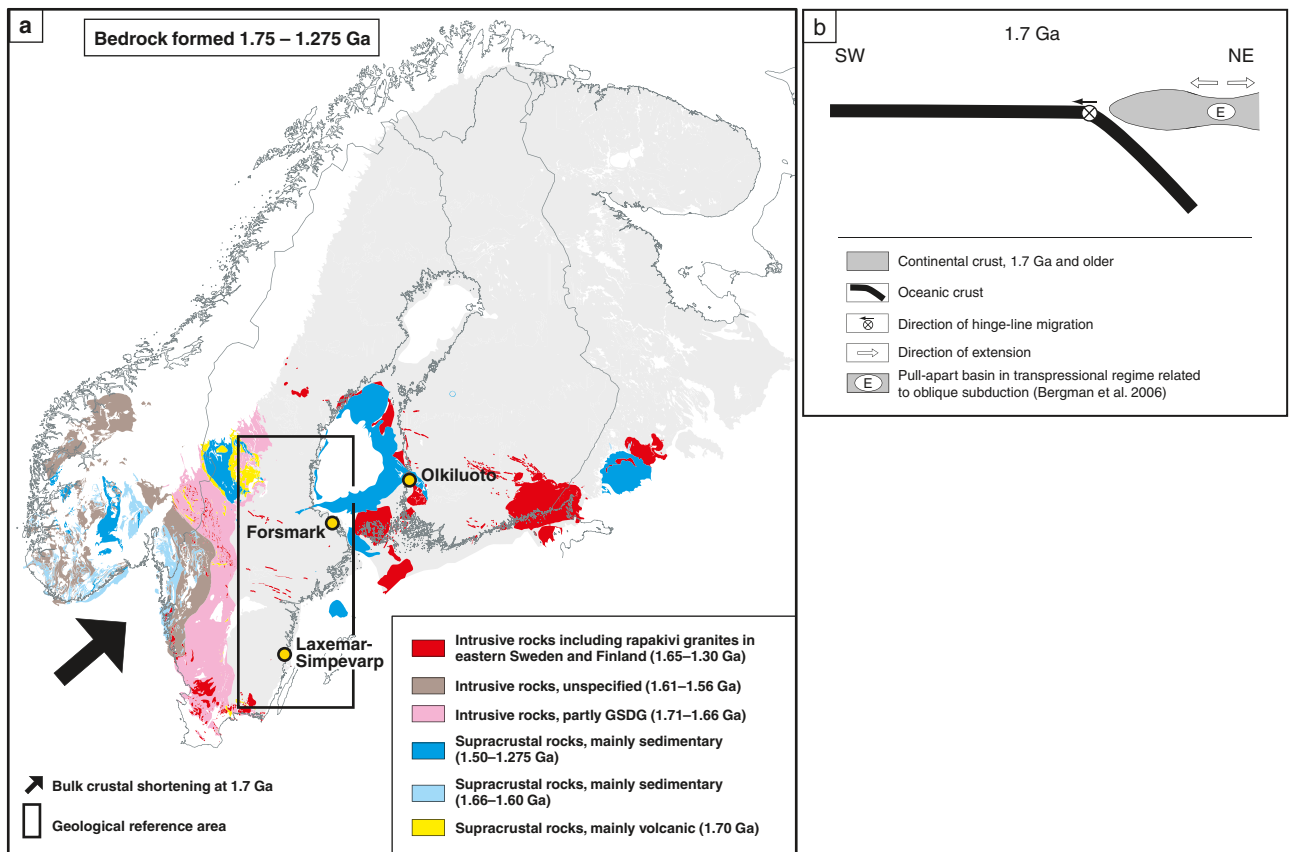 a
Bedrock formed 1.75 – 1.275 Ga
Olkiluoto
Forsmark
Laxemar-
Simpevarp
Bulk crustal shortening at 1.7 Ga
Geological reference area
Intrusive rocks including rapakivi granites in
eastern Sweden and Finland (1.65–1.30 Ga)
Intrusive rocks, unspecified (1.61–1.56 Ga)
Intrusive rocks, partly GSDG (1.71–1.66 Ga)
Supracrustal rocks, mainly sedimentary
(1.50–1.275 Ga)
Supracrustal rocks, mainly sedimentary
(1.66–1.60 Ga)
Supracrustal rocks, mainly volcanic (1.70 Ga)
b
1.7 Ga
SW
NE
E
Continental crust, 1.7 Ga and older
Oceanic crust
Direction of hinge-line migration
Direction of extension
E
Pull-apart basin in transpressional regime related
to oblique subduction (Bergman et al. 2006)